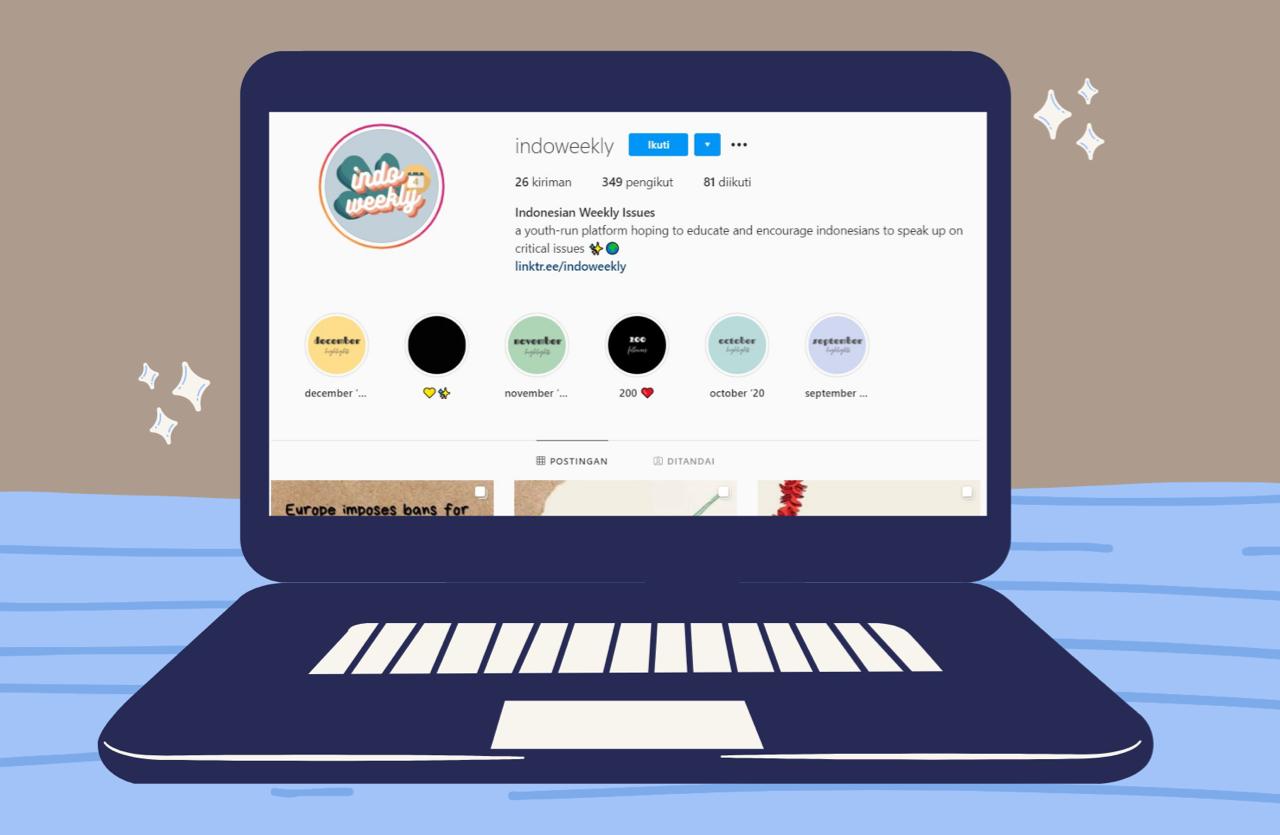 indo
weekly
indoweekly Ikuti
26 kiriman 349 pengikut 81 diikuti
Indonesian Weekly Issues
a youth-run platform hoping to educate and encourage indonesians to speak up on
critical issues ✨🌍
linktr.ee/indoweekly
december
highlights
november
highlights
200
followers
october
highlights
september
highlights
december '...
💛✨
november '...
200 ❤️
october '20
september ...
POSTINGAN DITANDAI
Europe imposes bans for